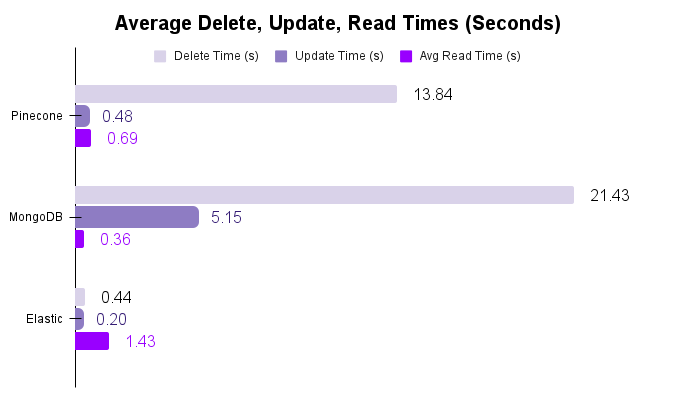 Average Delete, Update, Read Times (Seconds)
Delete Time (s) Update Time (s) Avg Read Time (s)
Pinecone
13.84
0.48
0.69
MongoDB
21.43
5.15
0.36
Elastic
0.44
0.20
1.43